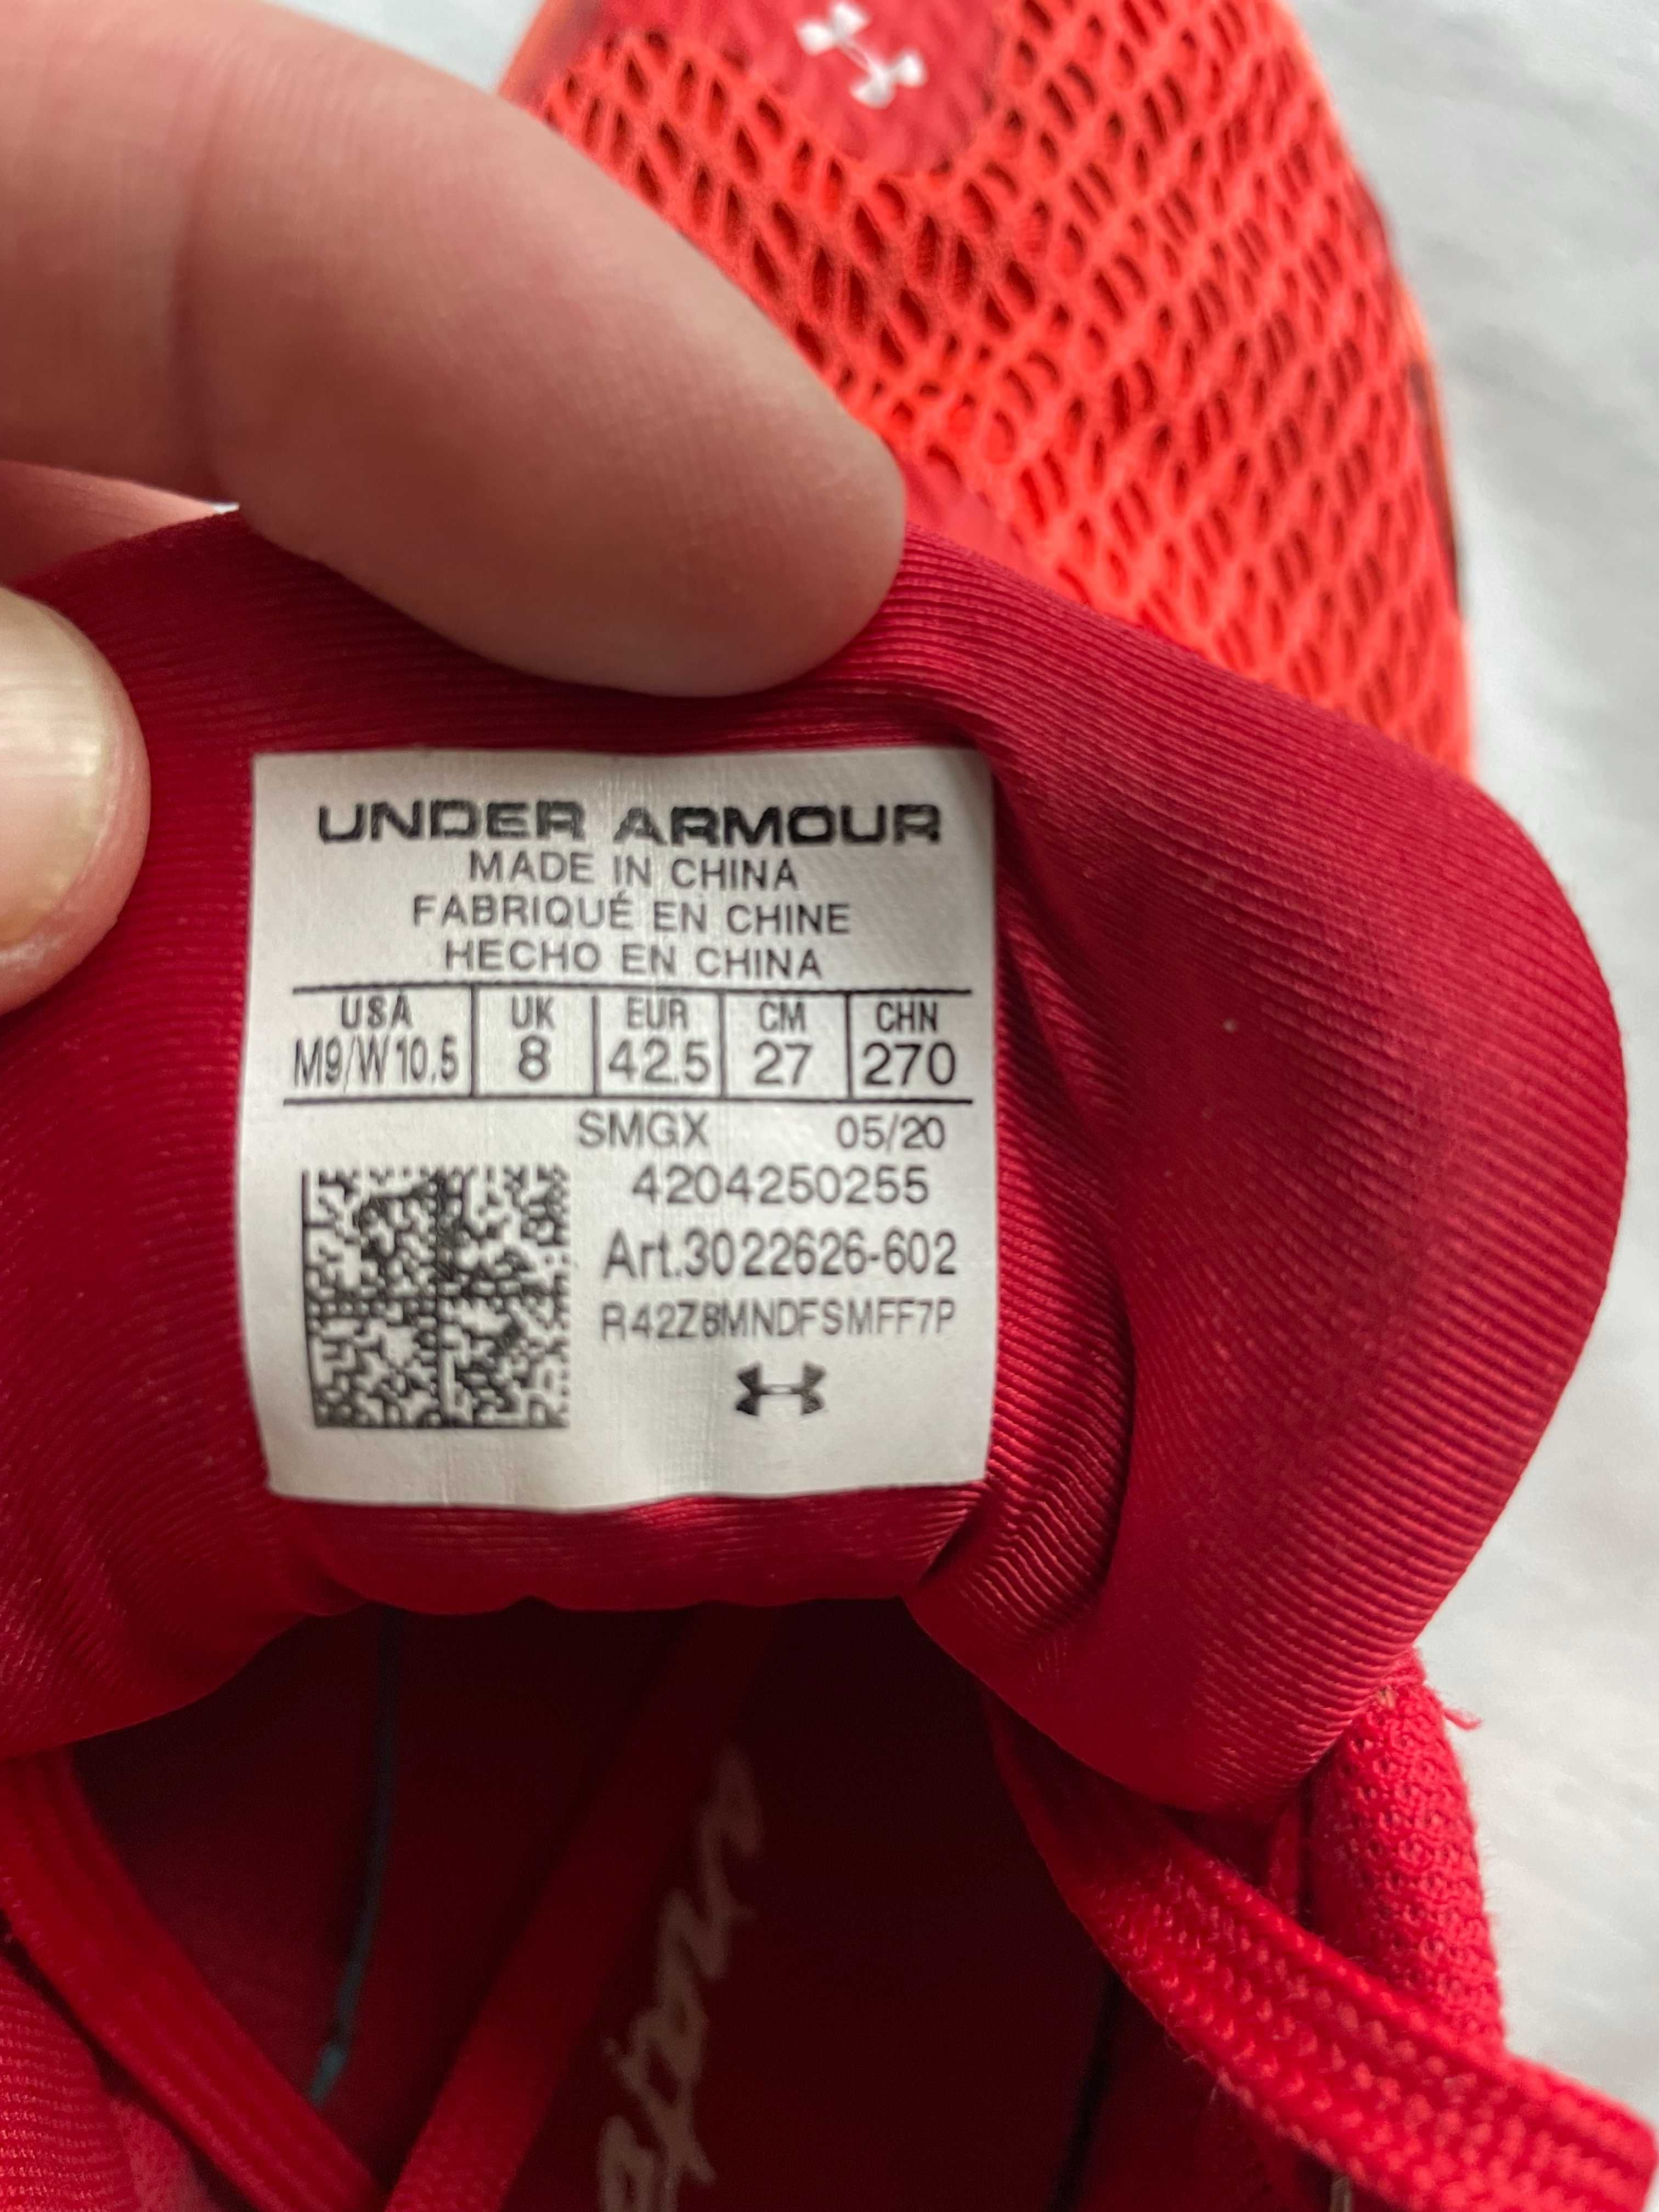 UNDER ARMOUR
MADE IN CHINA
FABRIQUÉ EN CHINE
HECHO EN CHINA
USA UK EUR CM CHN
M9/W10.5 8 42.5 27 270
SMGX 05/20
4204250255
Art.3022626-602
R42Z8MNDFSMFF7P